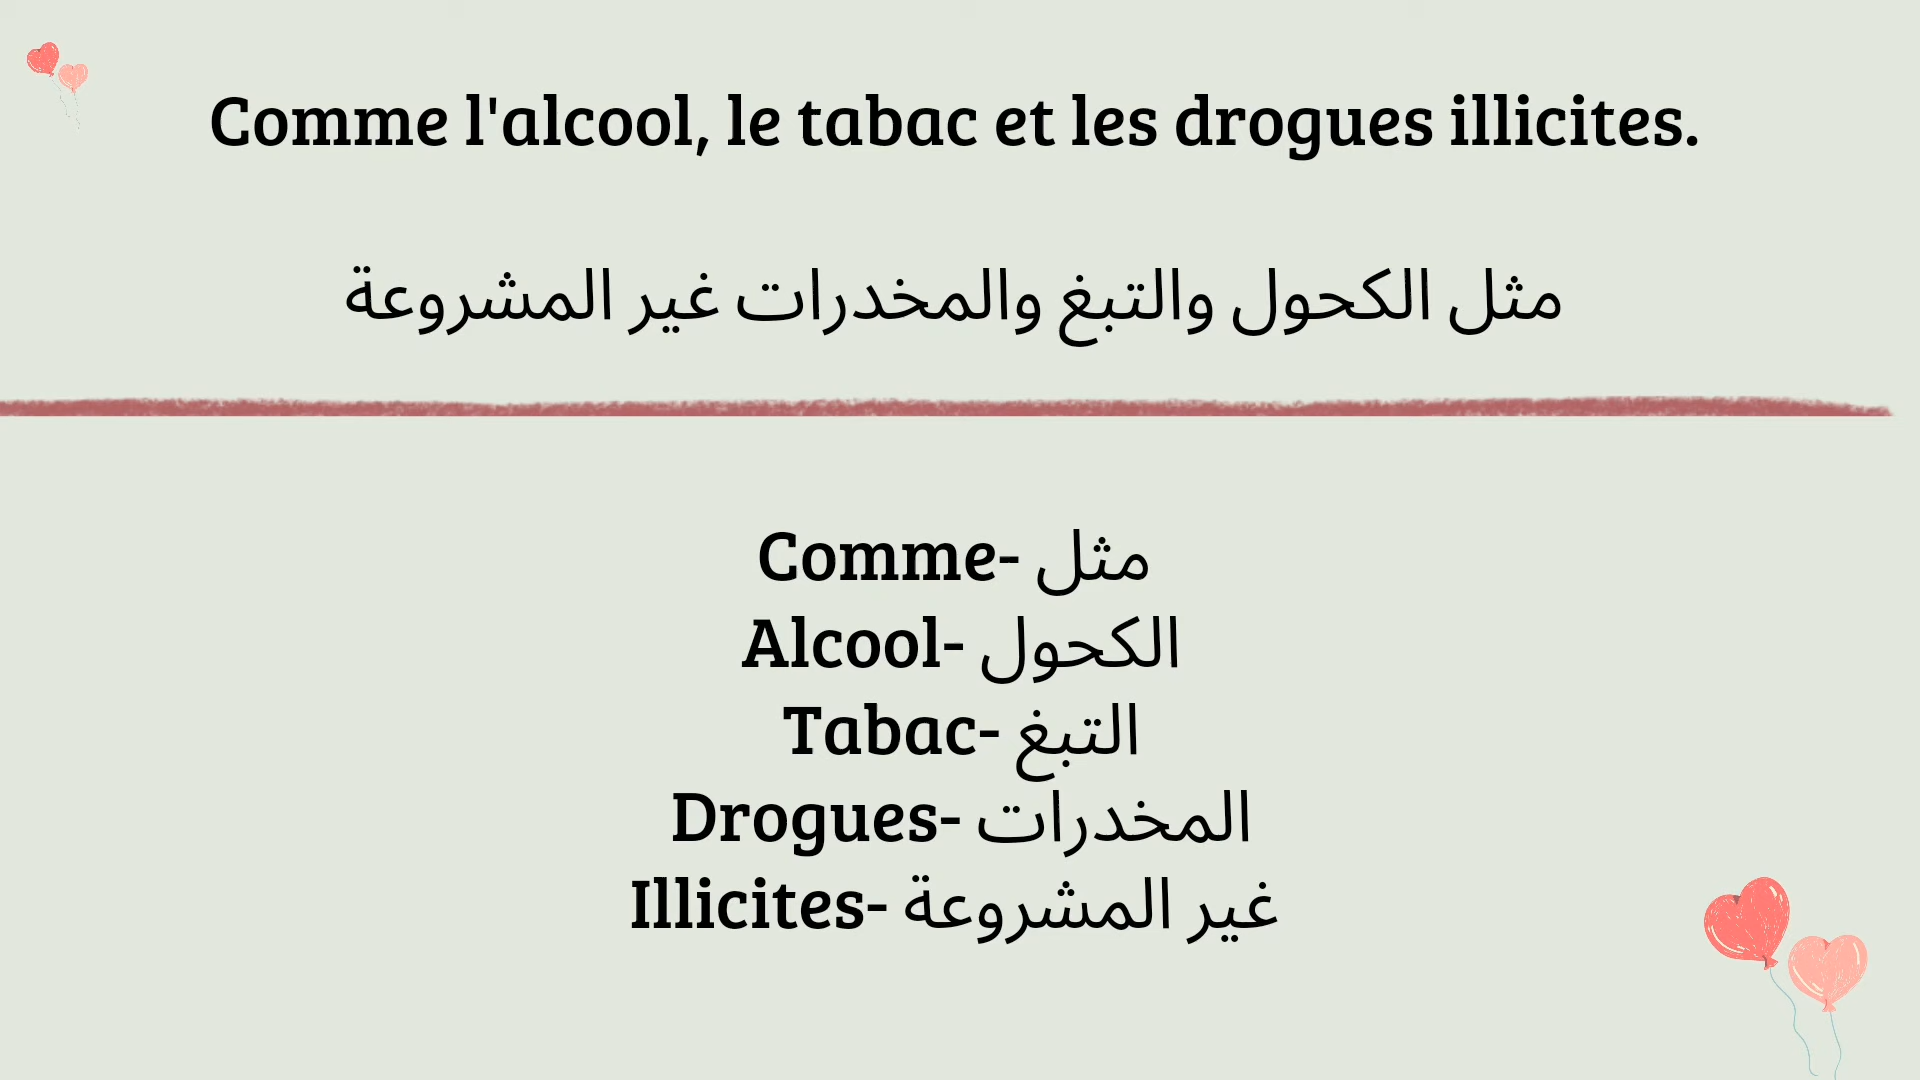 Comme l'alcool, le tabac et les drogues illicites.
مثل الكحول والتبغ والمخدرات غير المشروعة
Comme- مثل
Alcool- الكحول
Tabac- التبغ
Drogues- المخدرات
Illicites- غير المشروعة